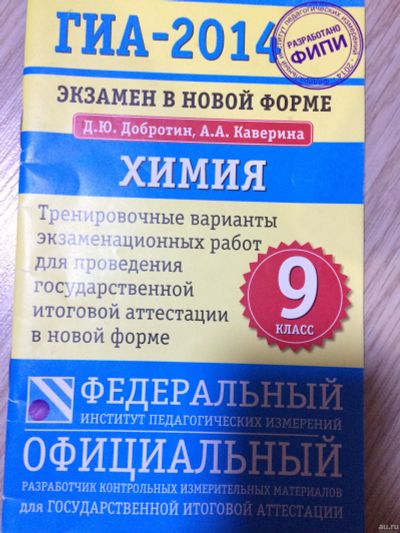 ГИА-2014
РАЗРАБОТАНО
ФИПИ
ЭКЗАМЕН В НОВОЙ ФОРМЕ
Д.Ю. Добротин, А.А. Каверина
ХИМИЯ
Тренировочные варианты
экзаменационных работ
для проведения
государственной
итоговой аттестации
в новой форме
9
КЛАСС
ФЕДЕРАЛЬНЫЙ
ИНСТИТУТ ПЕДАГОГИЧЕСКИХ ИЗМЕРЕНИЙ
ОФИЦИАЛЬНЫЙ
РАЗРАБОТЧИК КОНТРОЛЬНЫХ ИЗМЕРИТЕЛЬНЫХ МАТЕРИАЛОВ
для ГОСУДАРСТВЕННОЙ ИТОГОВОЙ АТТЕСТАЦИИ
au.ru